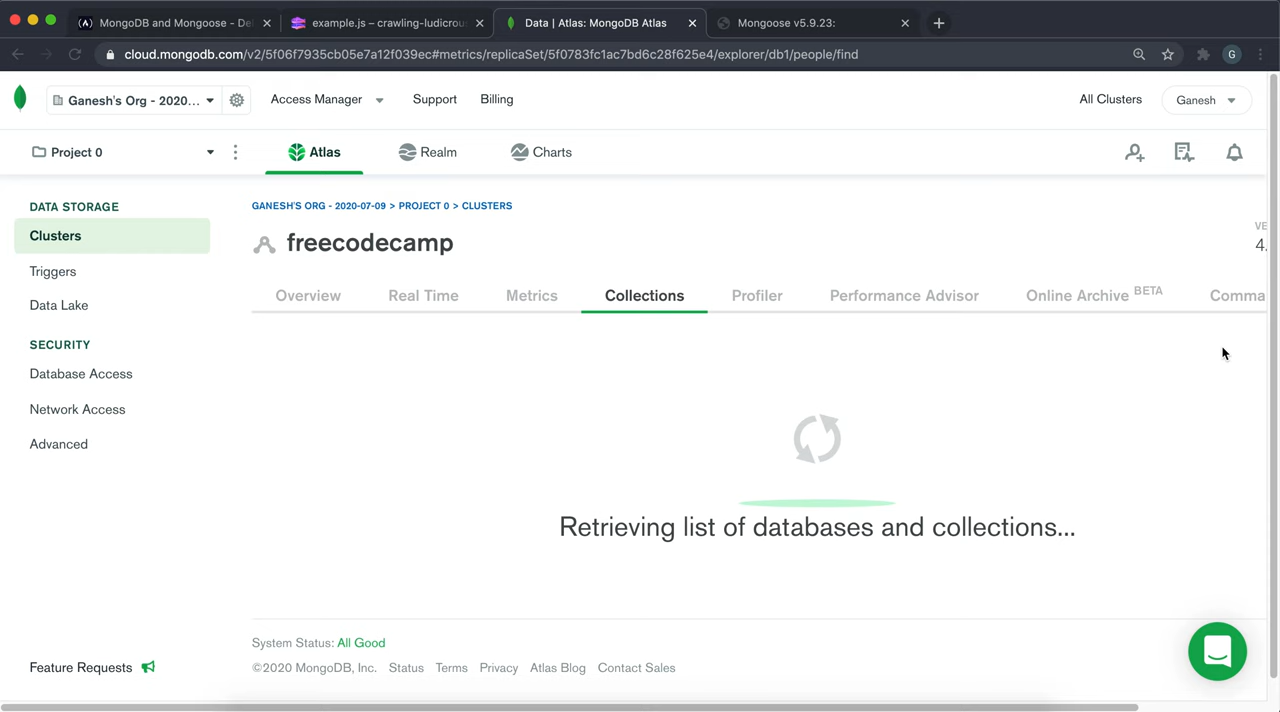 MongoDB and Mongoose - De
example.js – crawling-ludicrous
Data | Atlas: MongoDB Atlas
Mongoose v5.9.23:
cloud.mongodb.com/v2/5f06f7935cb05e7a12f039ec#metrics/replicaSet/5f0783fc1ac7bd6c28f625e4/explorer/db1/people/find
G
Ganesh's Org - 2020...
Access Manager
Support
Billing
All Clusters
Ganesh
Project 0
Atlas
Realm
Charts
DATA STORAGE
Clusters
Triggers
Data Lake
SECURITY
Database Access
Network Access
Advanced
Feature Requests
GANESH'S ORG - 2020-07-09 > PROJECT 0 > CLUSTERS
freecodecamp
VE
4.
Overview
Real Time
Metrics
Collections
Profiler
Performance Advisor
Online Archive BETA
Comma
Retrieving list of databases and collections...
System Status: All Good
©2020 MongoDB, Inc.
Status
Terms
Privacy
Atlas Blog
Contact Sales